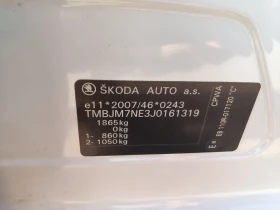 ŠKODA AUTO a.s.
e11*2007/46*0243
TMBJM7NE3J0161319
1865kg
0kg
1- 860kg
2- 1050kg
CPWA